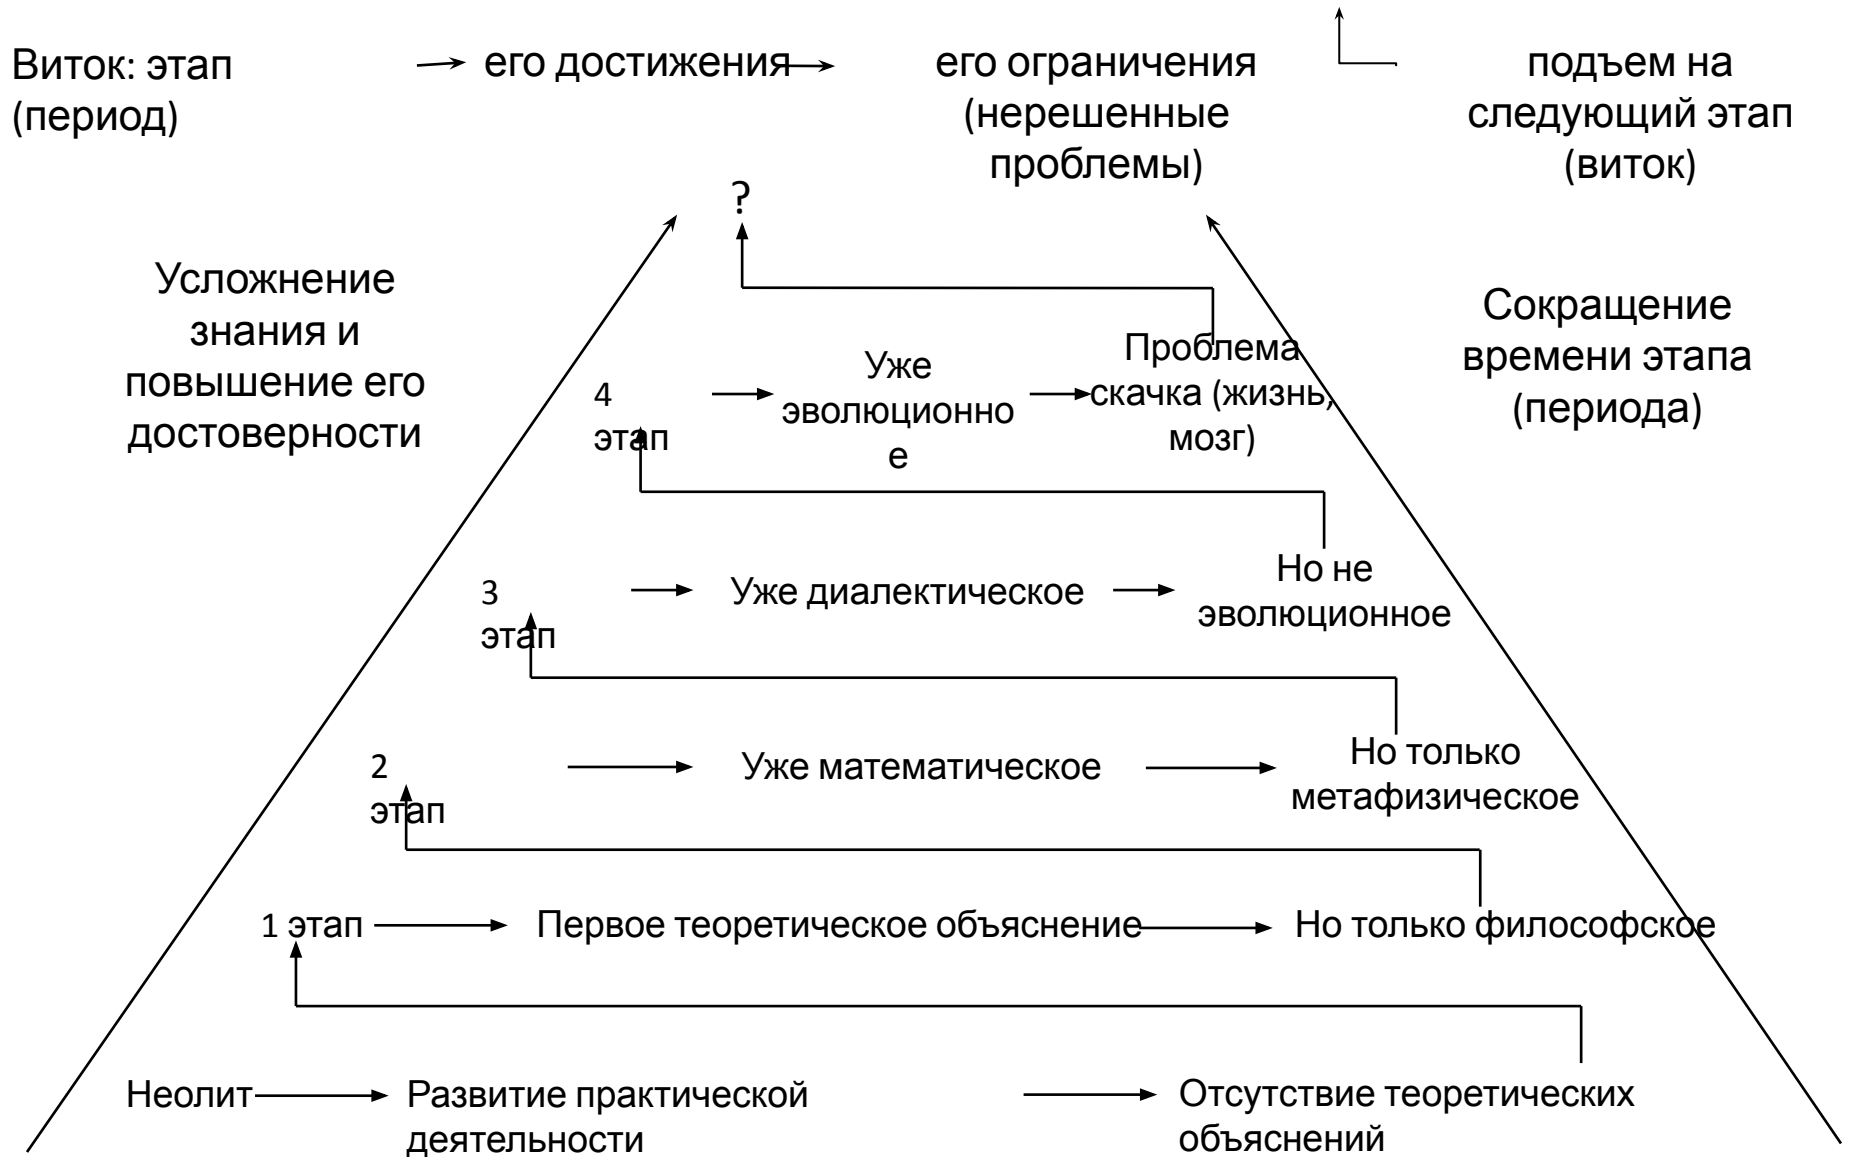 Виток: этап
(период)
его достижения
его ограничения
(нерешенные
проблемы)
подъем на
следующий этап
(виток)
?
Усложнение
знания и
повышение его
достоверности
Сокращение
времени этапа
(периода)
4
этап
Уже
эволюционно
е
Проблема
скачка (жизнь,
мозг)
3
этап
Уже диалектическое
Но не
эволюционное
2
этап
Уже математическое
Но только
метафизическое
1 этап
Первое теоретическое объяснение
Но только философское
Неолит
Развитие практической
деятельности
Отсутствие теоретических
объяснений